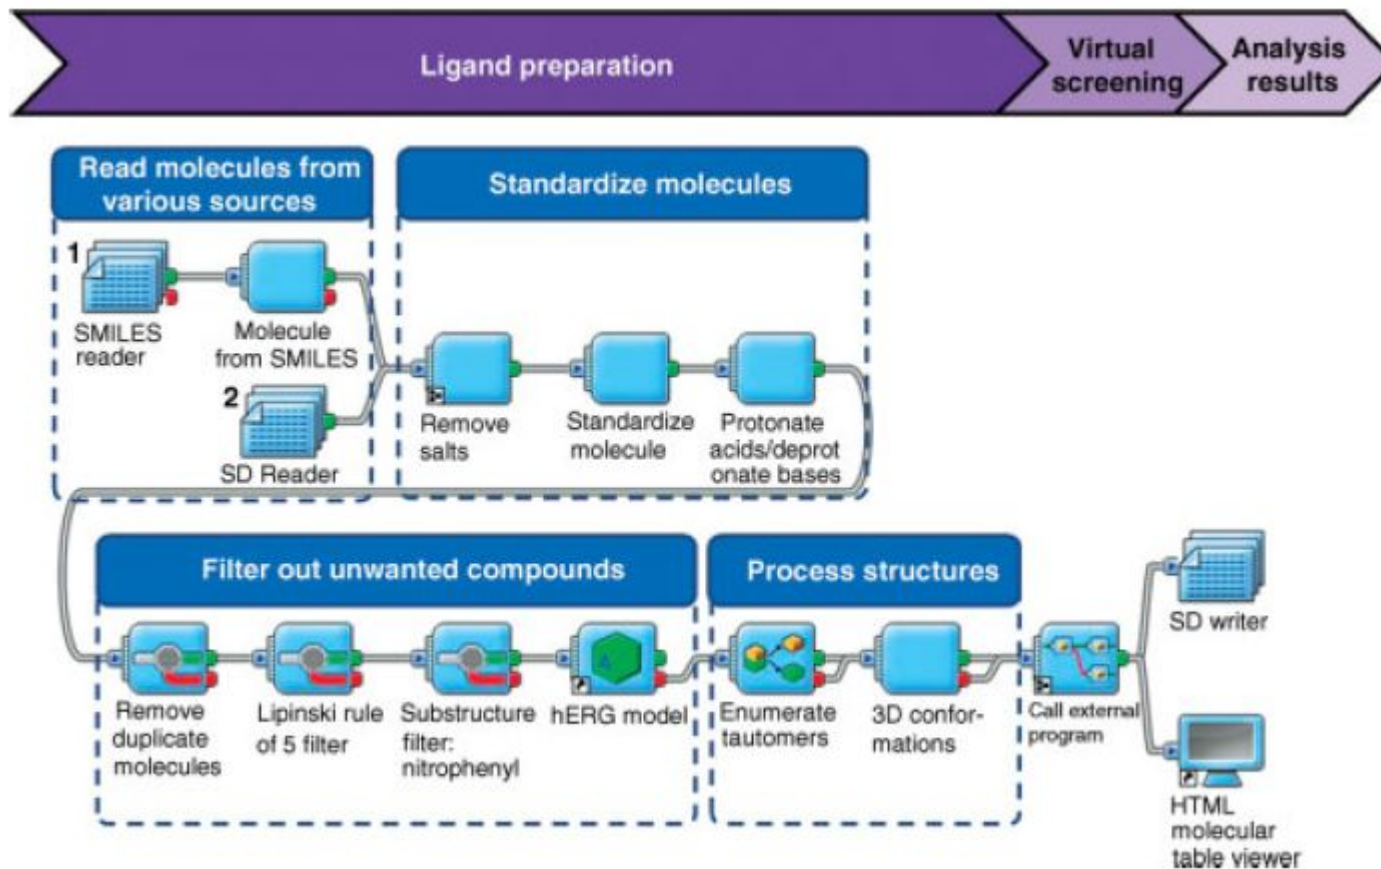 Ligand preparation
Virtual
screening
Analysis
results
Read molecules from
various sources
Standardize molecules
1
SMILES
reader
Molecule
from SMILES
2
SD Reader
Remove
salts
Standardize
molecule
Protonate
acids/deprot
onate bases
Filter out unwanted compounds
Process structures
Remove
duplicate
molecules
Lipinski rule
of 5 filter
Substructure
filter:
nitrophenyl
hERG model
Enumerate
tautomers
3D confor-
mations
Call external
program
SD writer
HTML
molecular
table viewer